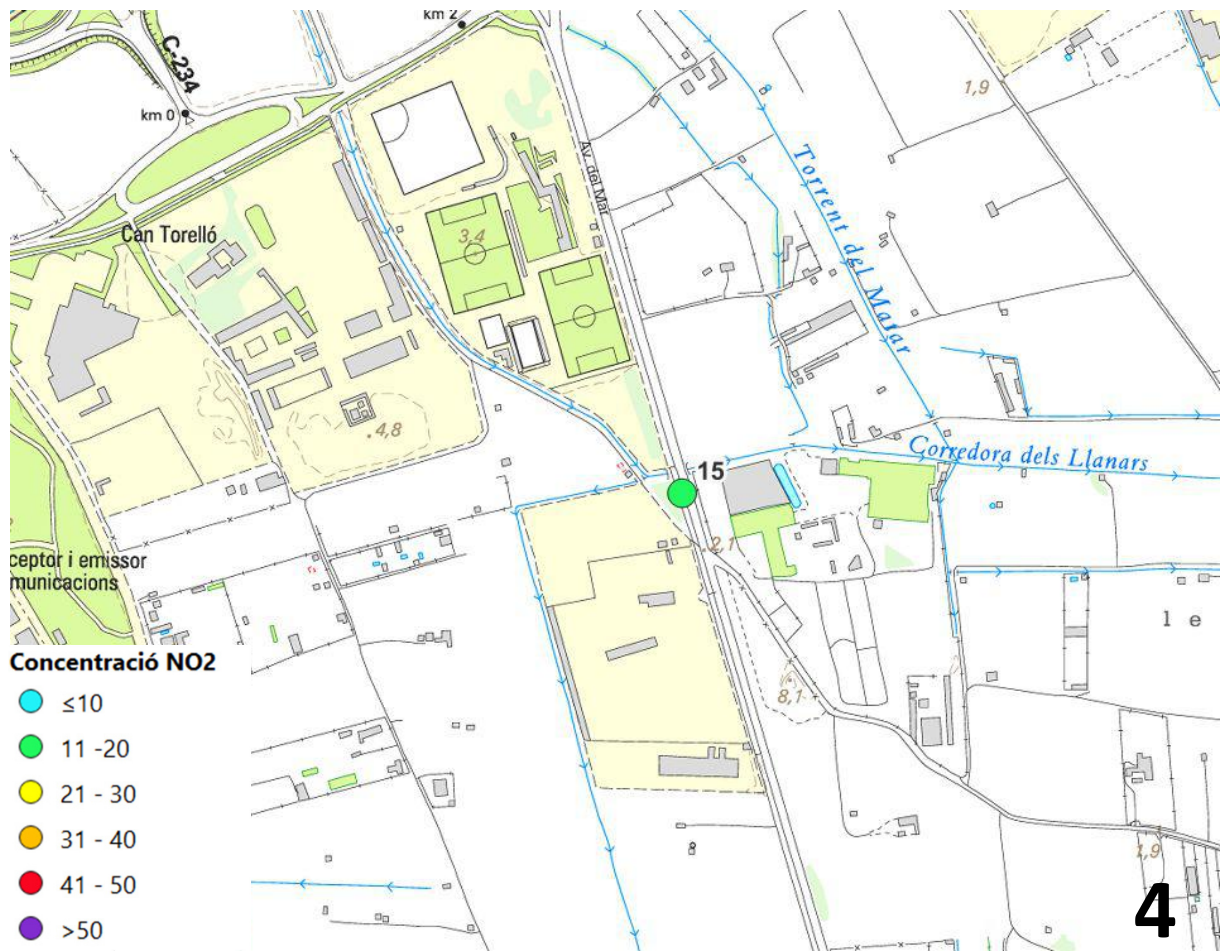 km 2
C-234
km 0
1,9
Torrent del Matar
Av. del Mar
Can Torelló
3,4
4,8
Corredora dels Llanars
15
2,1
ceptor i emissor
municacions
l e
8,1
1,9
Concentració NO2
≤10
11 -20
21 - 30
31 - 40
41 - 50
>50
4